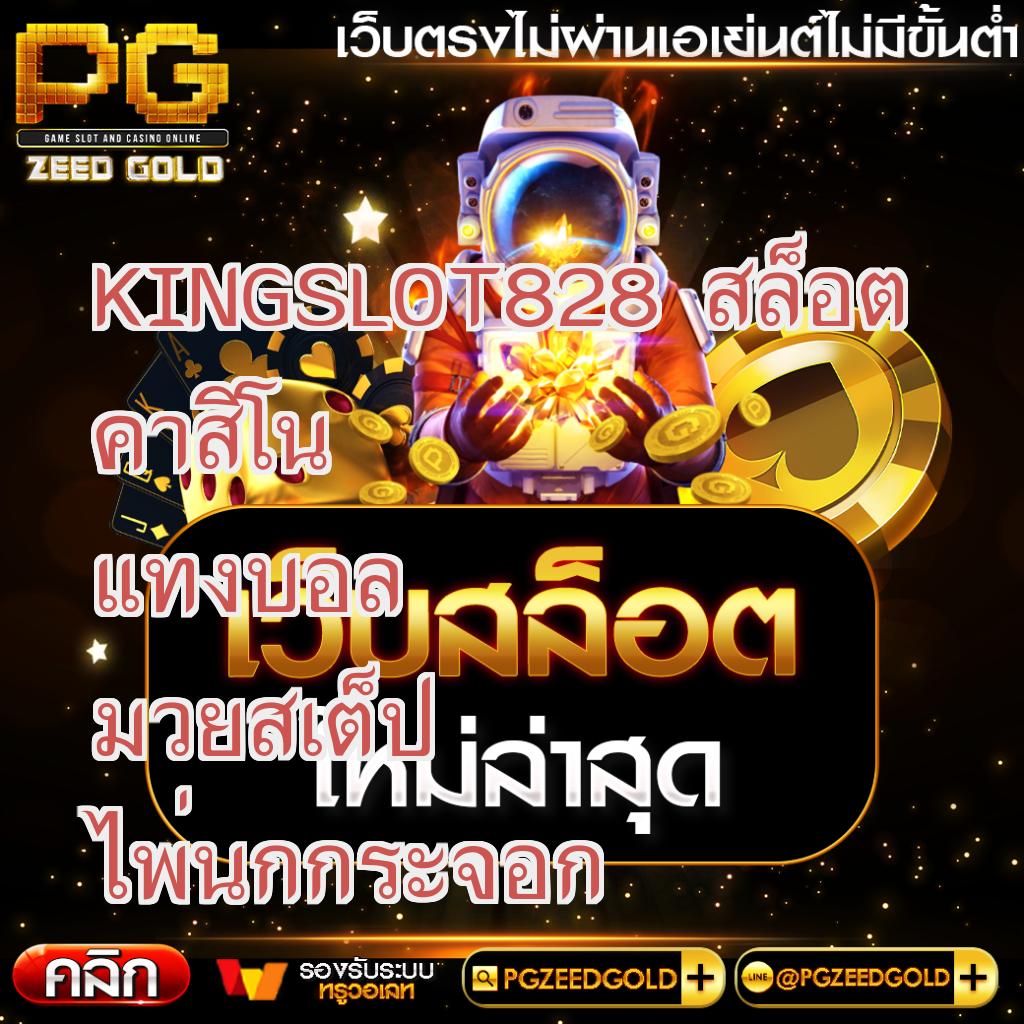 เว็บตรงไม่ผ่านเอเย่นต์ไม่มีขั้นต่ำ
PG
GAME SLOT AND CASINO ONLINE
ZEED GOLD
KINGSLOT828 สล็อต
คาสิโน
แทงบอล
เว็บสล็อต
มวยสเต็ป
ใหม่ล่าสุด
ไพ่นกกระจอก
คลิก
รองรับระบบ
ทรูวอเลท
PGZEEDGOLD +
LINE @PGZEEDGOLD +